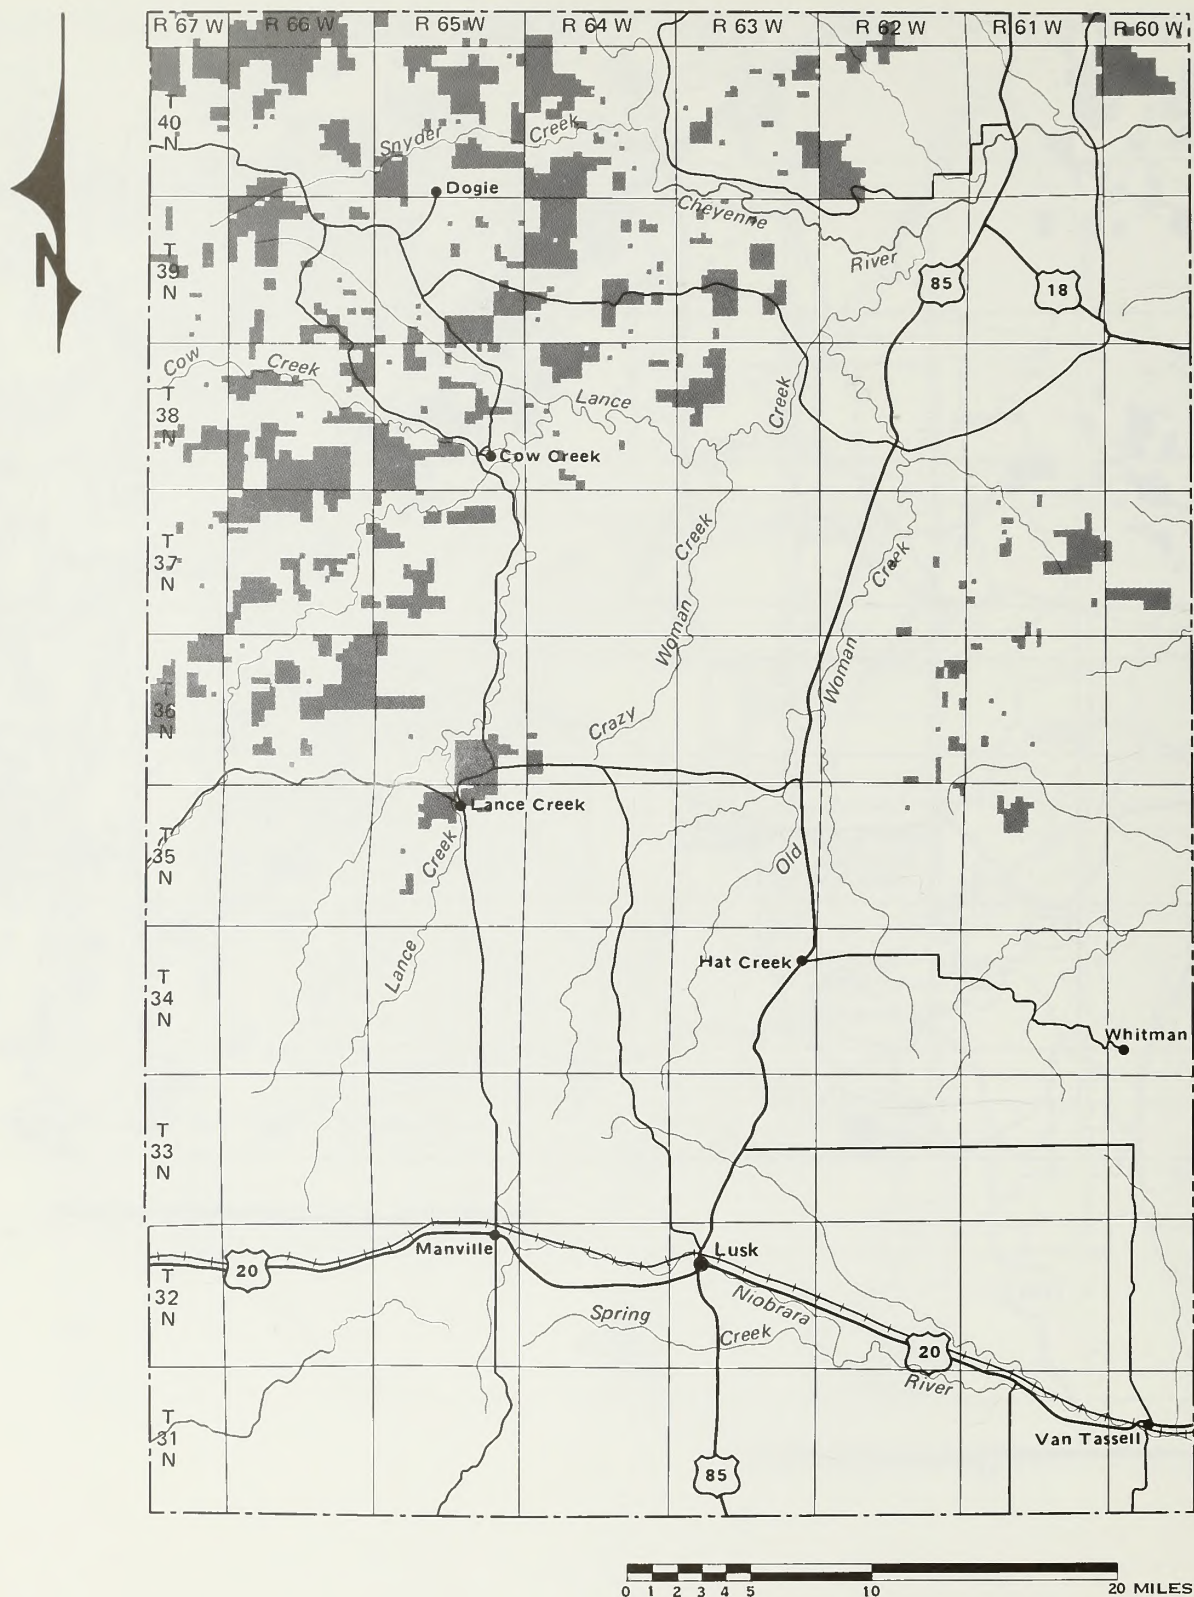 R 67 W R 66 W R 65 W R 64 W R 63 W R 62 W R 61 W R 60 W
T
40
N
Snyder Creek
Dogie
Cheyenne
River
N
T
39
N
85
18
Cow Creek
T
38
N
Lance
Creek
Cow Creek
T
37
N
Woman Creek
Creek
Woman
T
36
N
Crazy
Lance Creek
T
35
N
Creek
Old
Lance
Hat Creek
T
34
N
Whitman
T
33
N
Manville
Lusk
20
T
32
N
Niobrara
Spring
Creek
20
River
T
31
N
Van Tassell
85
0 1 2 3 4 5 10 20 MILES